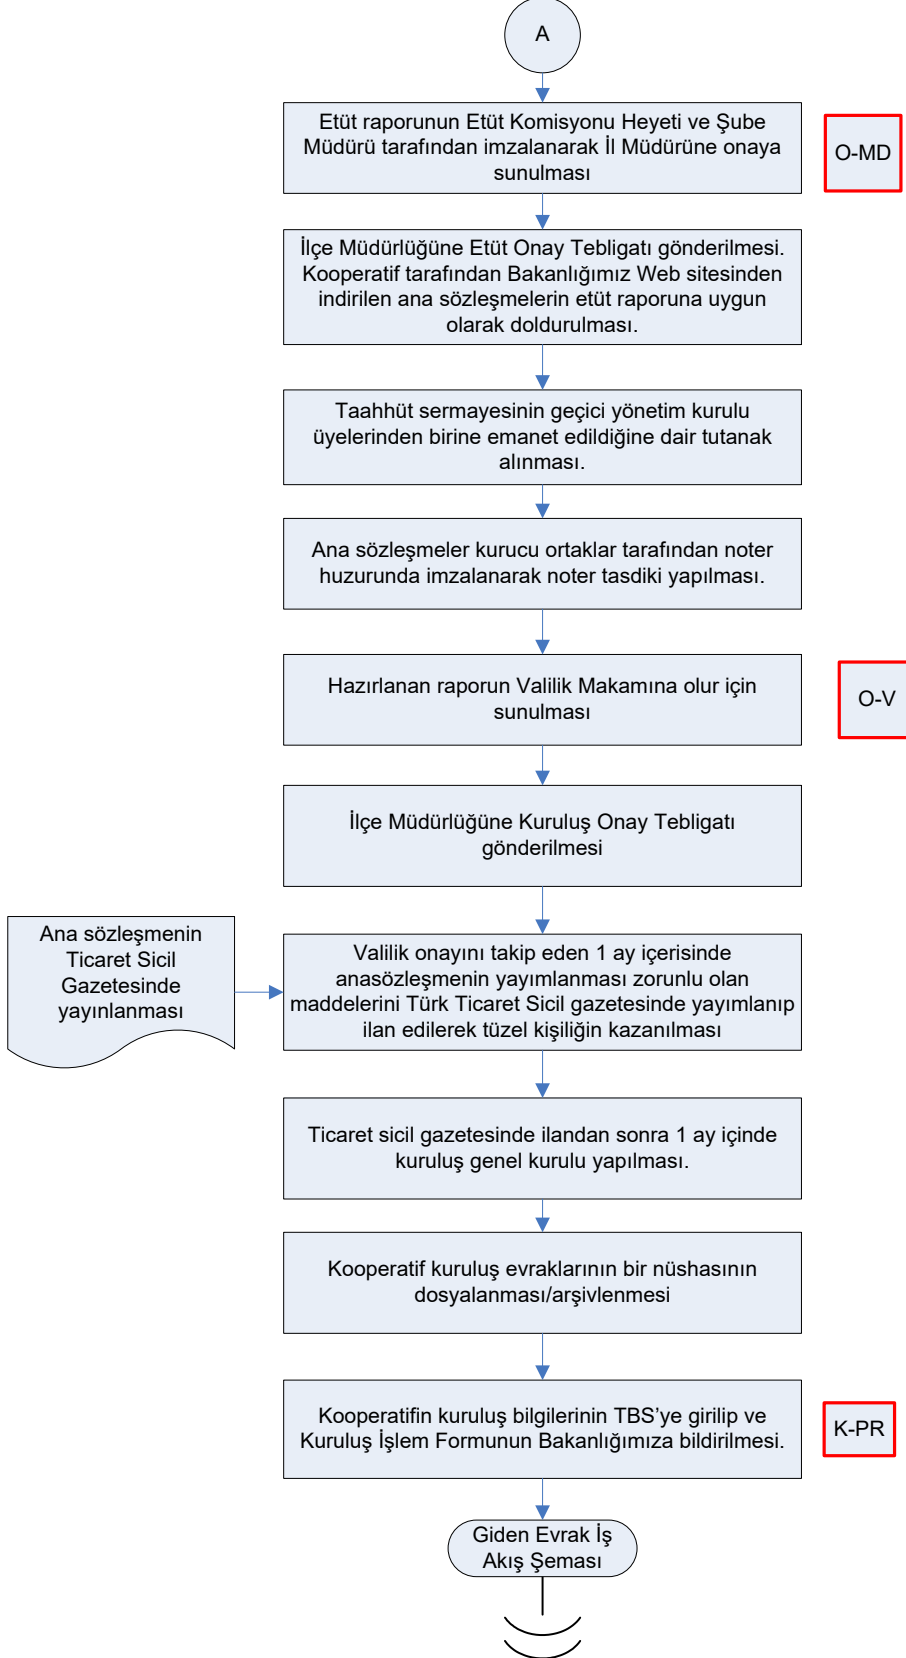 A
Etüt raporunun Etüt Komisyonu Heyeti ve Şube
Müdürü tarafından imzalanarak İl Müdürüne onaya
sunulması
O-MD
İlçe Müdürlüğüne Etüt Onay Tebligatı gönderilmesi.
Kooperatif tarafından Bakanlığımız Web sitesinden
indirilen ana sözleşmelerin etüt raporuna uygun
olarak doldurulması.
Taahhüt sermayesinin geçici yönetim kurulu
üyelerinden birine emanet edildiğine dair tutanak
alınması.
Ana sözleşmeler kurucu ortaklar tarafından noter
huzurunda imzalanarak noter tasdiki yapılması.
Hazırlanan raporun Valilik Makamına olur için
sunulması
O-V
İlçe Müdürlüğüne Kuruluş Onay Tebligatı
gönderilmesi
Ana sözleşmenin
Ticaret Sicil
Gazetesinde
yayınlanması
Valilik onayını takip eden 1 ay içerisinde
anasözleşmenin yayımlanması zorunlu olan
maddelerini Türk Ticaret Sicil gazetesinde yayımlanıp
ilan edilerek tüzel kişiliğin kazanılması
Ticaret sicil gazetesinde ilandan sonra 1 ay içinde
kuruluş genel kurulu yapılması.
Kooperatif kuruluş evraklarının bir nüshasının
dosyalanması/arşivlenmesi
Kooperatifin kuruluş bilgilerinin TBS’ye girilip ve
Kuruluş İşlem Formunun Bakanlığımıza bildirilmesi.
K-PR
Giden Evrak İş
Akış Şeması